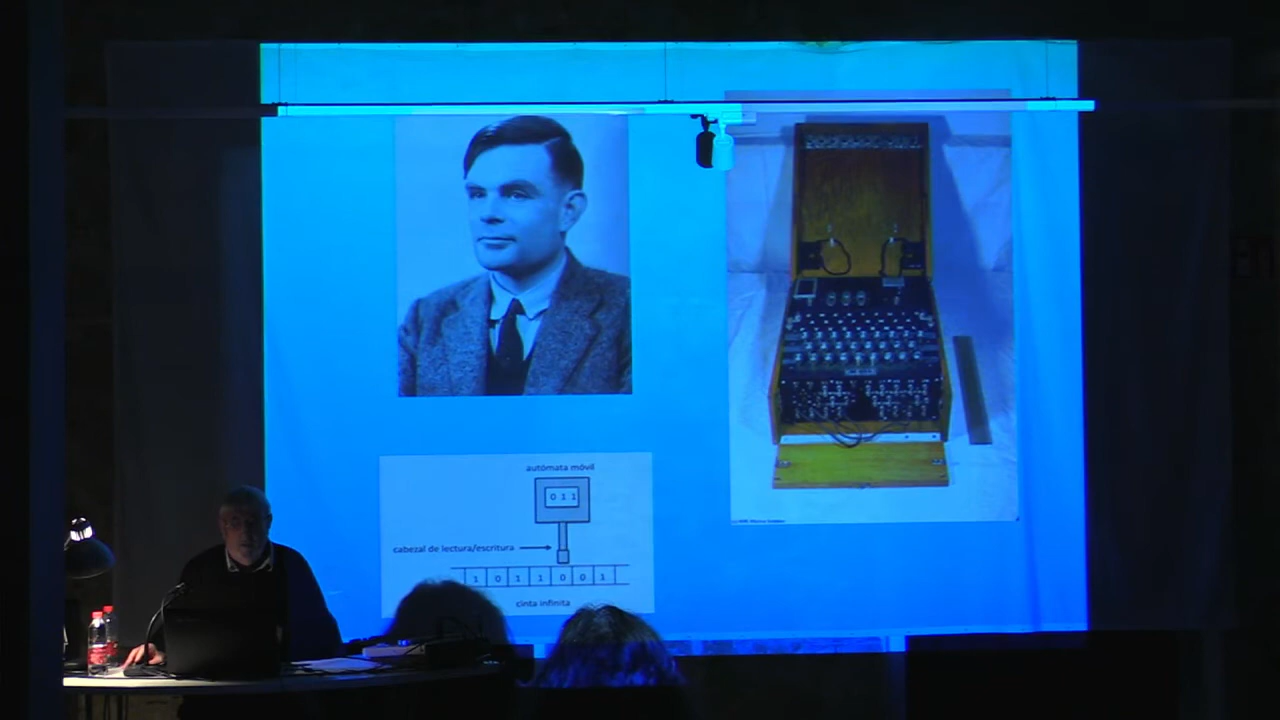 autómata móvil
0 1 1
cabezal de lectura/escritura
1 0 1 1 0 0 1
cinta infinita